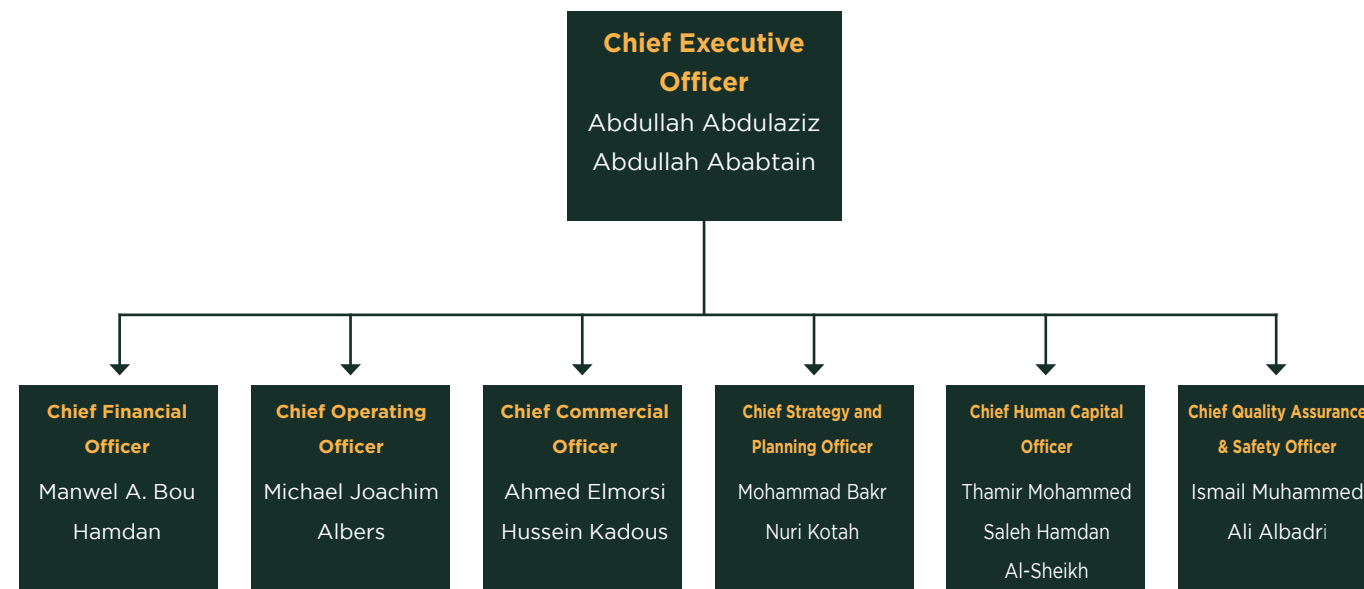 Chief Executive
Officer
Abdullah Abdulaziz
Abdullah Ababtain
Chief Financial
Officer
Manwel A. Bou
Hamdan
Chief Operating
Officer
Michael Joachim
Albers
Chief Commercial
Officer
Ahmed Elmorsi
Hussein Kadous
Chief Strategy and
Planning Officer
Mohammad Bakr
Nuri Kotah
Chief Human Capital
Officer
Thamir Mohammed
Saleh Hamdan
Al-Sheikh
Chief Quality Assurance
& Safety Officer
Ismail Muhammed
Ali Albadri